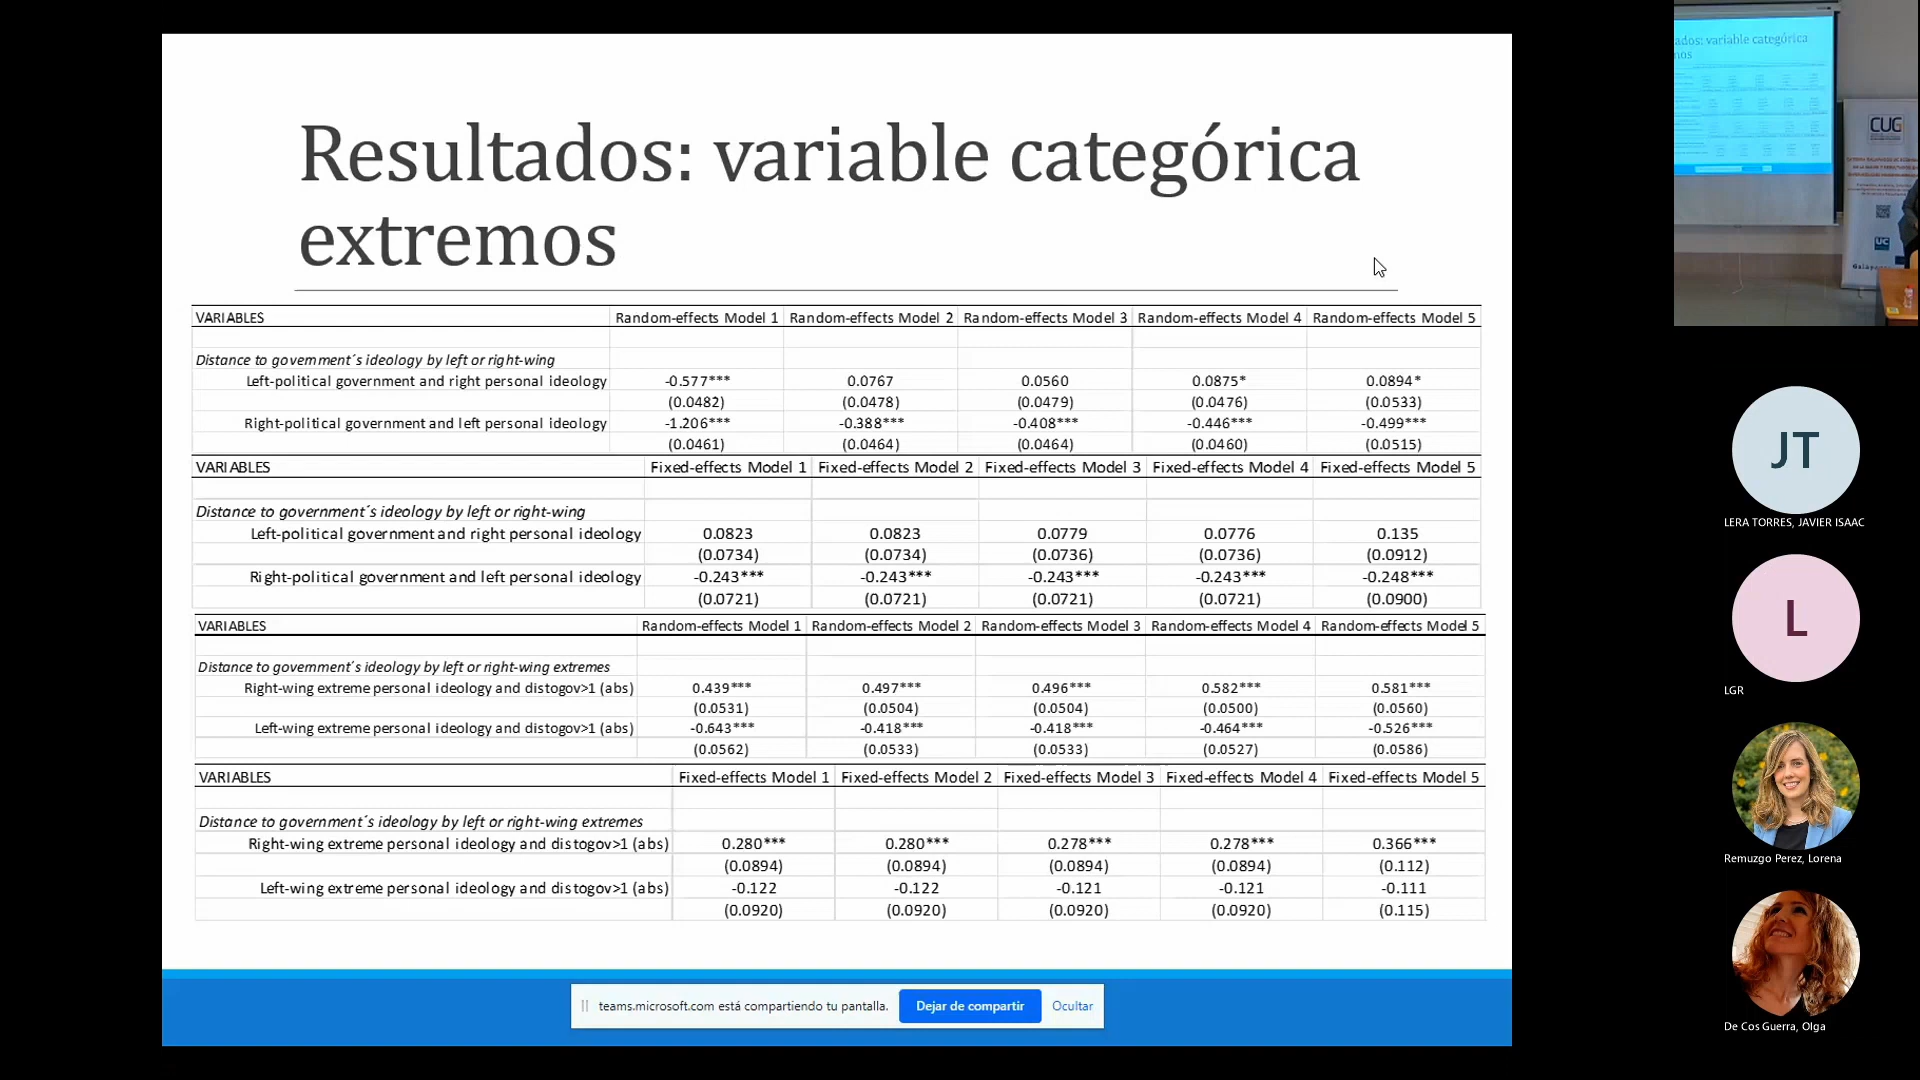 Resultados: variable categórica
extremos
VARIABLES Random-effects Model 1 Random-effects Model 2 Random-effects Model 3 Random-effects Model 4 Random-effects Model 5
Distance to government´s ideology by left or right-wing
Left-political government and right personal ideology -0.577*** 0.0767 0.0560 0.0875* 0.0894*
(0.0482) (0.0478) (0.0479) (0.0476) (0.0533)
Right-political government and left personal ideology -1.206*** -0.388*** -0.408*** -0.446*** -0.499***
(0.0461) (0.0464) (0.0464) (0.0460) (0.0515)
VARIABLES Fixed-effects Model 1 Fixed-effects Model 2 Fixed-effects Model 3 Fixed-effects Model 4 Fixed-effects Model 5
Distance to government´s ideology by left or right-wing
Left-political government and right personal ideology 0.0823 0.0823 0.0779 0.0776 0.135
(0.0734) (0.0734) (0.0736) (0.0736) (0.0912)
Right-political government and left personal ideology -0.243*** -0.243*** -0.243*** -0.243*** -0.248***
(0.0721) (0.0721) (0.0721) (0.0721) (0.0900)
VARIABLES Random-effects Model 1 Random-effects Model 2 Random-effects Model 3 Random-effects Model 4 Random-effects Model 5
Distance to government´s ideology by left or right-wing extremes
Right-wing extreme personal ideology and distogov>1 (abs) 0.439*** 0.497*** 0.496*** 0.582*** 0.581***
(0.0531) (0.0504) (0.0504) (0.0500) (0.0560)
Left-wing extreme personal ideology and distogov>1 (abs) -0.643*** -0.418*** -0.418*** -0.464*** -0.526***
(0.0562) (0.0533) (0.0533) (0.0527) (0.0586)
VARIABLES Fixed-effects Model 1 Fixed-effects Model 2 Fixed-effects Model 3 Fixed-effects Model 4 Fixed-effects Model 5
Distance to government´s ideology by left or right-wing extremes
Right-wing extreme personal ideology and distogov>1 (abs) 0.280*** 0.280*** 0.278*** 0.278*** 0.366***
(0.0894) (0.0894) (0.0894) (0.0894) (0.112)
Left-wing extreme personal ideology and distogov>1 (abs) -0.122 -0.122 -0.121 -0.121 -0.111
(0.0920) (0.0920) (0.0920) (0.0920) (0.115)
teams.microsoft.com está compartiendo tu pantalla. Dejar de compartir Ocultar
variable categórica
CUG
UC
JT
LERA TORRES, JAVIER ISAAC
L
LGR
Remuzgo Perez, Lorena
De Cos Guerra, Olga